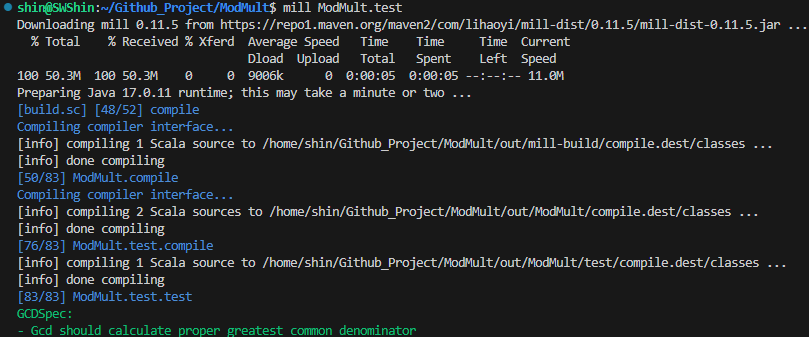 shin@SWShin:~/Github_Project/ModMult$ mill ModMult.test
Downloading mill 0.11.5 from https://repo1.maven.org/maven2/com/lihaoyi/mill-dist/0.11.5/mill-dist-0.11.5.jar ...
% Total % Received % Xferd Average Speed Time Time Time Current
Dload Upload Total Spent Left Speed
100 50.3M 100 50.3M 0 0 9006k 0 0:00:05 0:00:05 --:--:-- 11.0M
Preparing Java 17.0.11 runtime; this may take a minute or two ...
[build.sc] [48/52] compile
Compiling compiler interface...
[info] compiling 1 Scala source to /home/shin/Github_Project/ModMult/out/mill-build/compile.dest/classes ...
[info] done compiling
[50/83] ModMult.compile
Compiling compiler interface...
[info] compiling 2 Scala sources to /home/shin/Github_Project/ModMult/out/ModMult/compile.dest/classes ...
[info] done compiling
[76/83] ModMult.test.compile
[info] compiling 1 Scala source to /home/shin/Github_Project/ModMult/out/ModMult/test/compile.dest/classes ...
[info] done compiling
[83/83] ModMult.test.test
GCDSpec:
- Gcd should calculate proper greatest common denominator